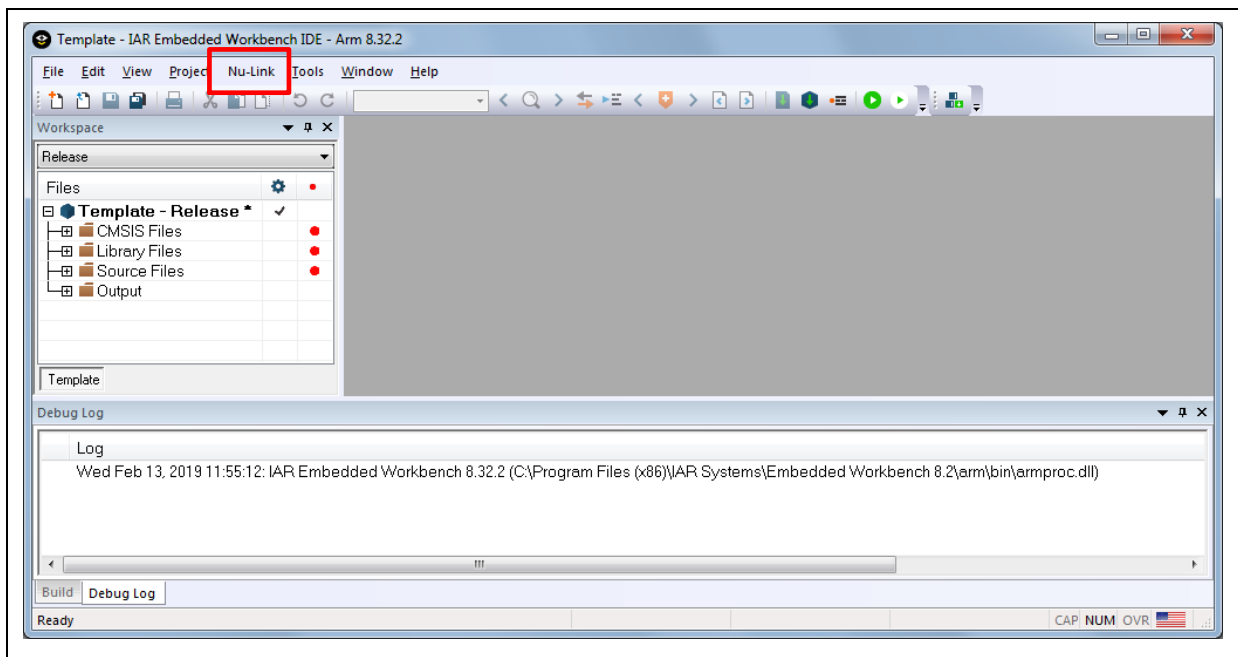 Template - IAR Embedded Workbench IDE - Arm 8.32.2
File Edit View Projec Nu-Link Tools Window Help
Workspace
Release
Files
Template - Release *
CMSIS Files
Library Files
Source Files
Output
Template
Debug Log
Log
Wed Feb 13, 2019 11:55:12: IAR Embedded Workbench 8.32.2 (C:\Program Files (x86)\IAR Systems\Embedded Workbench 8.2\arm\bin\armproc.dll)
Build Debug Log
Ready CAP NUM OVR